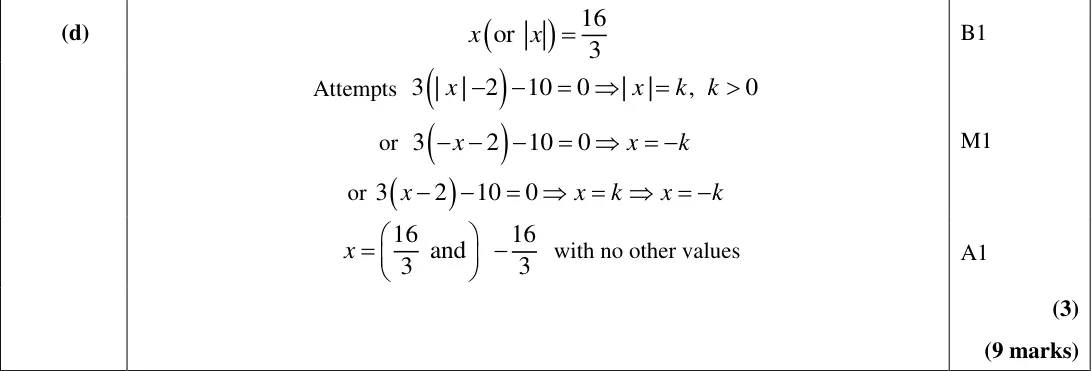 (d) x(or |x|) = 16/3 B1
Attempts 3(|x|−2)−10 = 0 ⇒ |x| = k, k > 0
or 3(−x−2)−10 = 0 ⇒ x = −k M1
or 3(x−2)−10 = 0 ⇒ x = k ⇒ x = −k
x = (16/3 and) −16/3 with no other values A1
(3)
(9 marks)